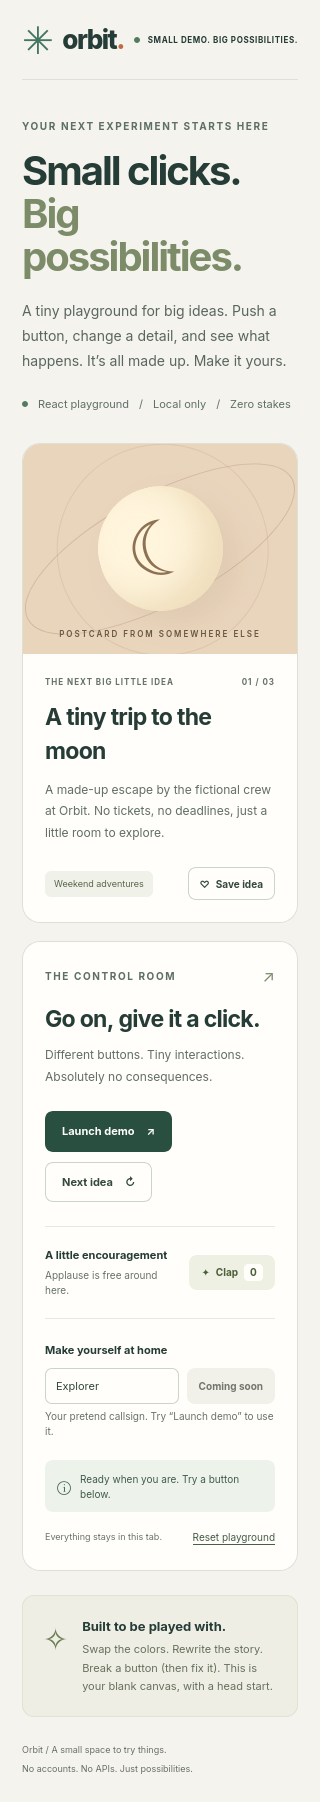 orbit.
SMALL DEMO. BIG POSSIBILITIES.
YOUR NEXT EXPERIMENT STARTS HERE
Small clicks.
Big
possibilities.
A tiny playground for big ideas. Push a
button, change a detail, and see what
happens. It’s all made up. Make it yours.
React playground / Local only / Zero stakes
POSTCARD FROM SOMEWHERE ELSE
THE NEXT BIG LITTLE IDEA 01 / 03
A tiny trip to the
moon
A made-up escape by the fictional crew
at Orbit. No tickets, no deadlines, just a
little room to explore.
Weekend adventures
Save idea
THE CONTROL ROOM
Go on, give it a click.
Different buttons. Tiny interactions.
Absolutely no consequences.
Launch demo
Next idea
A little encouragement
Applause is free around
here.
Clap 0
Make yourself at home
Explorer
Coming soon
Your pretend callsign. Try “Launch demo” to use
it.
Ready when you are. Try a button
below.
Everything stays in this tab.
Reset playground
Built to be played with.
Swap the colors. Rewrite the story.
Break a button (then fix it). This is
your blank canvas, with a head start.
Orbit / A small space to try things.
No accounts. No APIs. Just possibilities.